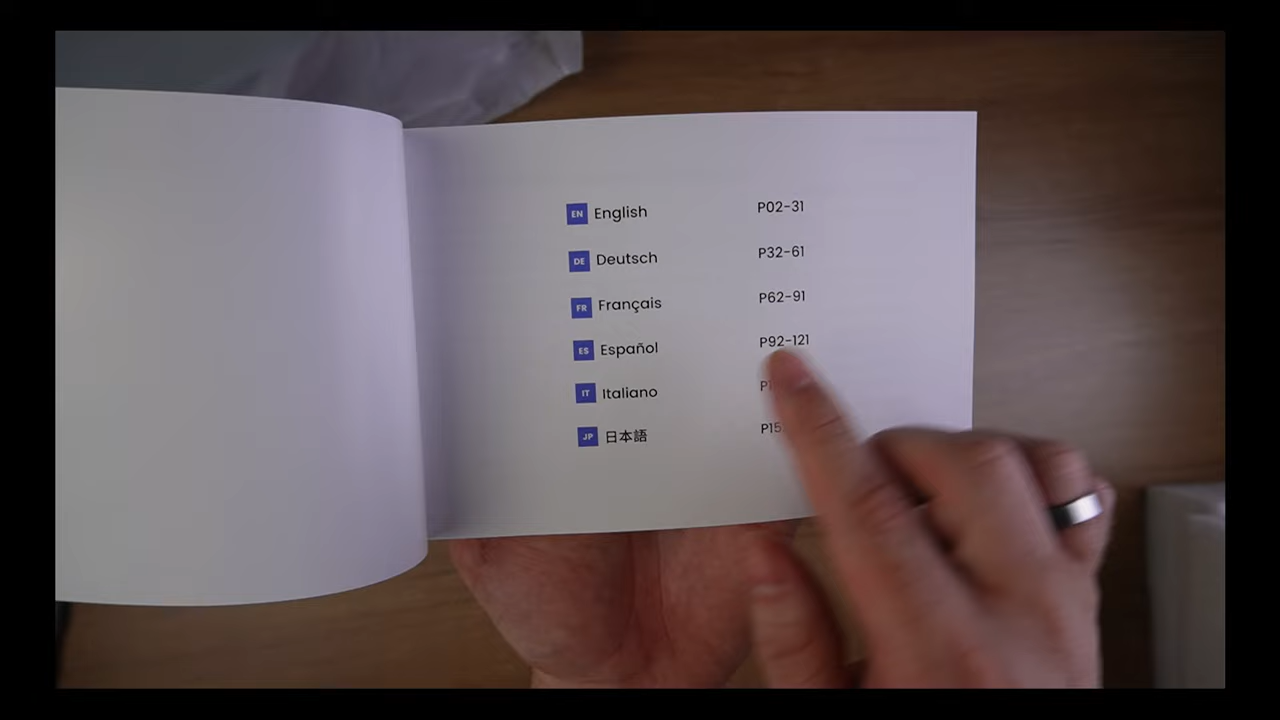 EN English P02-31
DE Deutsch P32-61
FR Français P62-91
ES Español P92-121
IT Italiano
JP 日本語